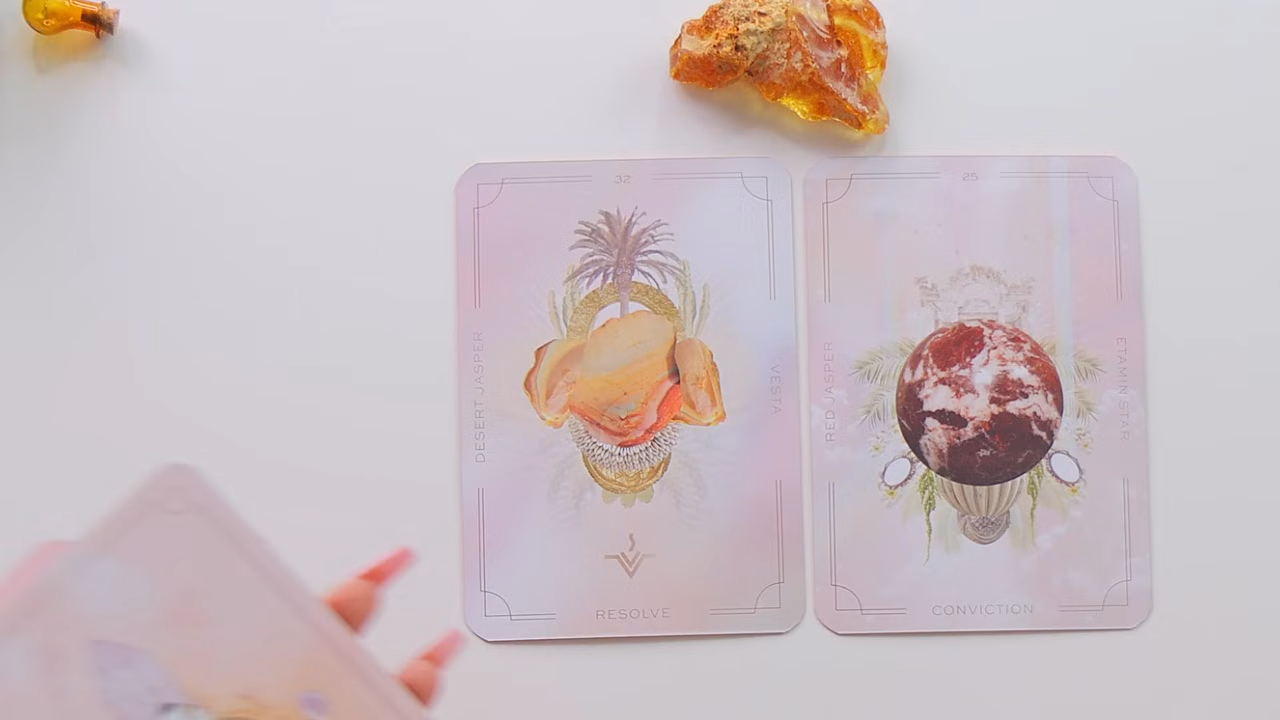 32
DESERT JASPER
VESTA
RESOLVE
25
RED JASPER
ETAMIN STAR
CONVICTION